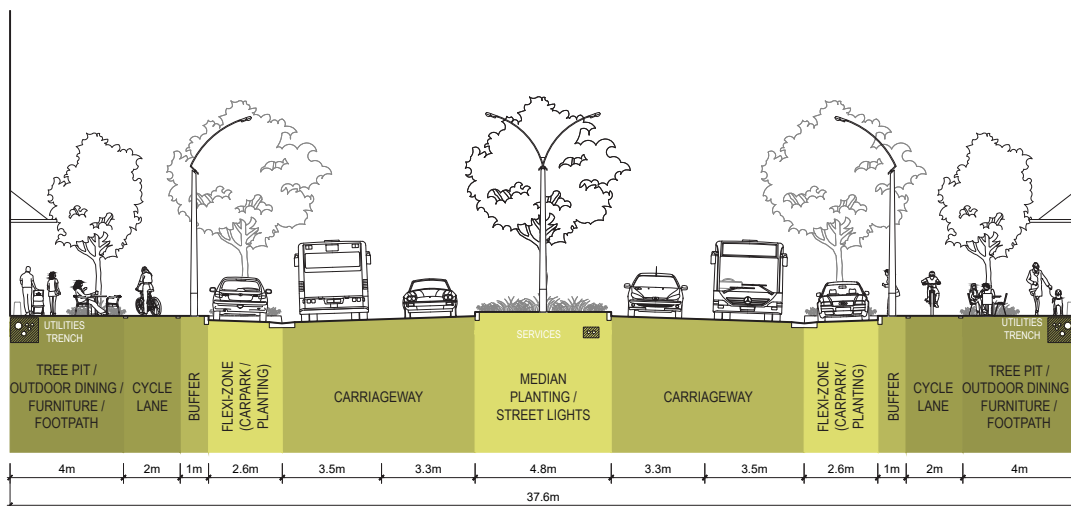 UTILITIES
TRENCH
TREE PIT /
OUTDOOR DINING /
FURNITURE /
FOOTPATH
CYCLE
LANE
BUFFER
FLEXI-ZONE
(CARPARK /
PLANTING)
CARRIAGEWAY
SERVICES
MEDIAN
PLANTING /
STREET LIGHTS
CARRIAGEWAY
FLEXI-ZONE
(CARPARK /
PLANTING)
BUFFER
CYCLE
LANE
UTILITIES
TRENCH
TREE PIT /
OUTDOOR DINING /
FURNITURE /
FOOTPATH
4m
2m
1m
2.6m
3.5m
3.3m
4.8m
3.3m
3.5m
2.6m
1m
2m
4m
37.6m